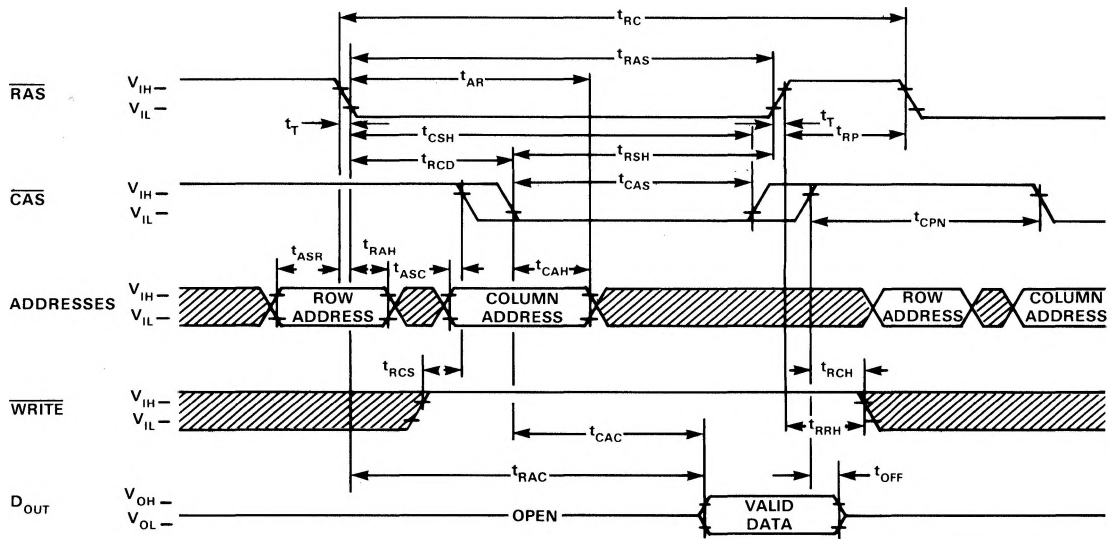 tRC
tRAS
tAR
RAS
VIH
VIL
tT
tT
tCSH
tRP
tRCD
tRSH
CAS
VIH
VIL
tCAS
tCPN
tASR
tRAH
tASC
tCAH
ADDRESSES
VIH
VIL
ROW ADDRESS
COLUMN ADDRESS
ROW ADDRESS
COLUMN ADDRESS
tRCS
tRCH
WRITE
VIH
VIL
tCAC
tRRH
tRAC
tOFF
DOUT
VOH
VOL
OPEN
VALID DATA